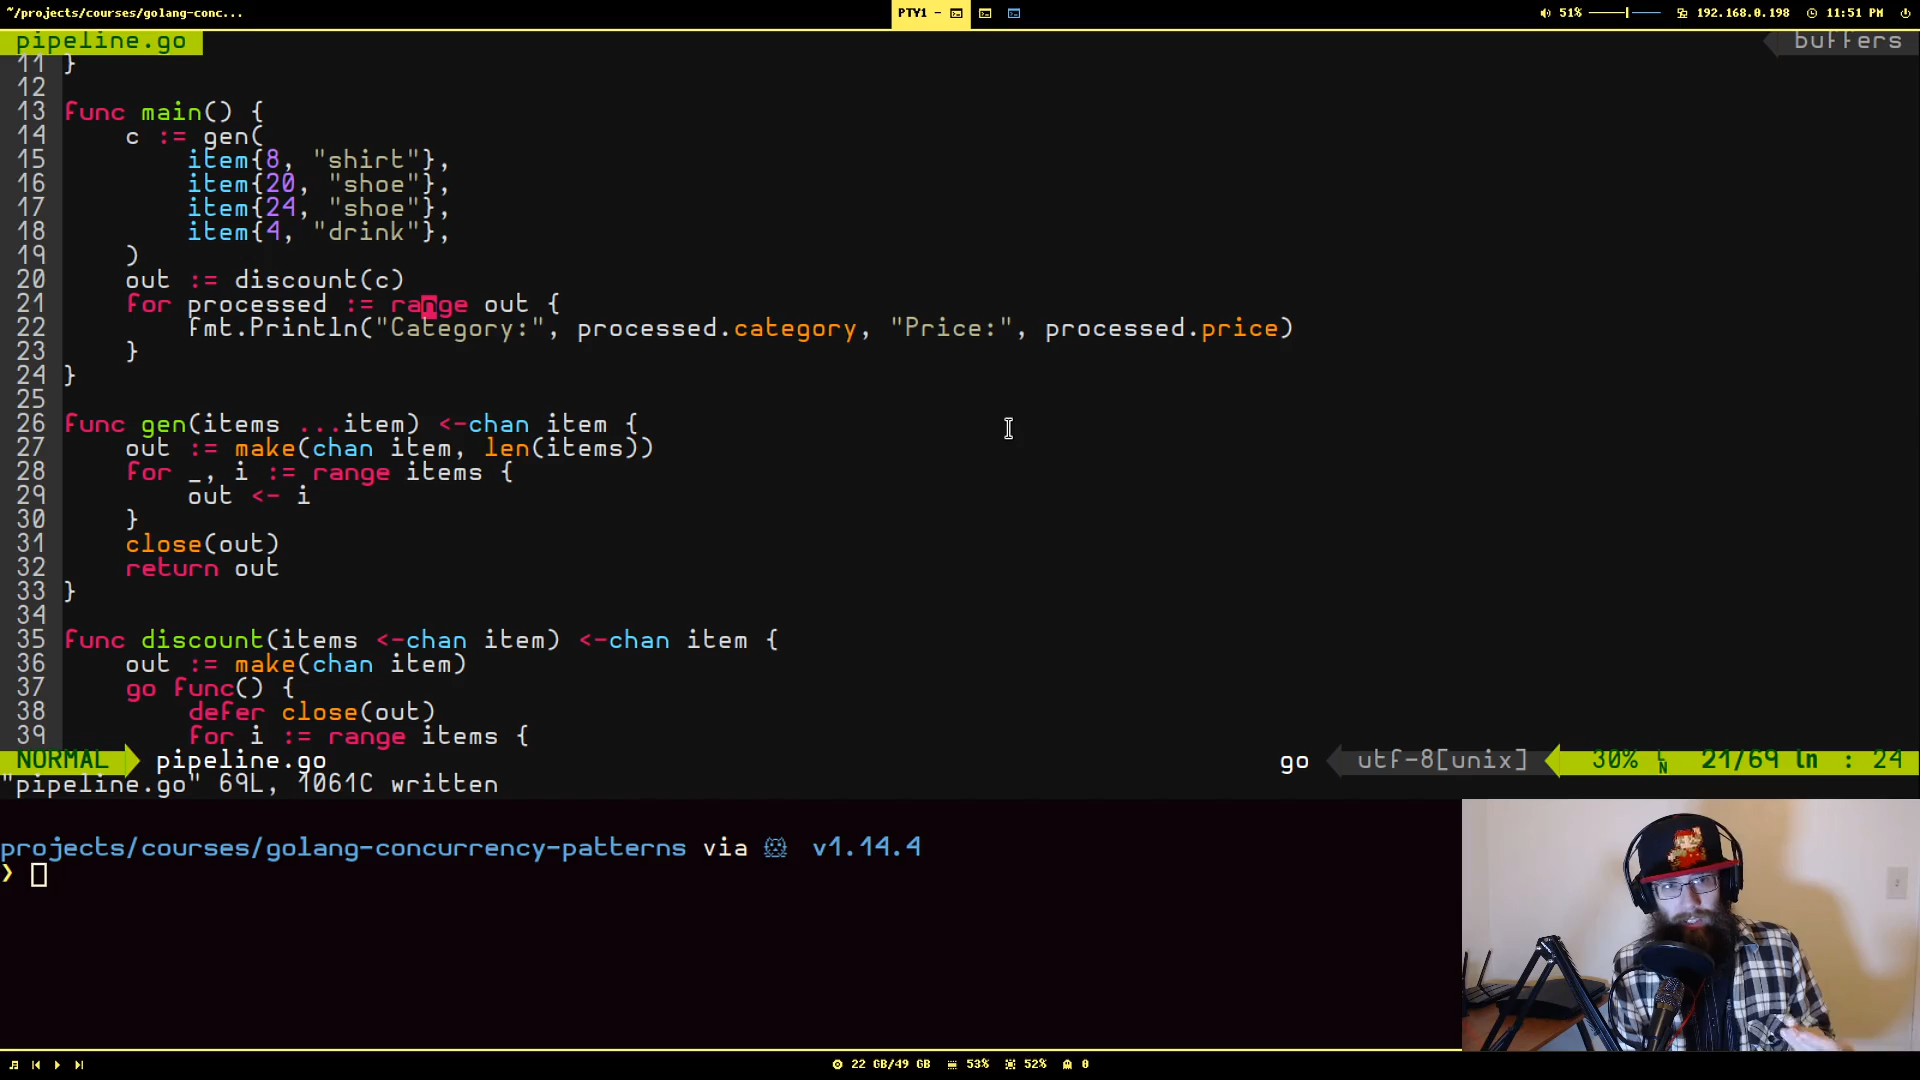 ~/projects/courses/golang-conc... PTY1 - 51% 192.168.0.198 11:51 PM
pipeline.go buffers
11 }
12
13 func main() {
14 c := gen(
15 item{8, "shirt"},
16 item{20, "shoe"},
17 item{24, "shoe"},
18 item{4, "drink"},
19 )
20 out := discount(c)
21 for processed := range out {
22 fmt.Println("Category:", processed.category, "Price:", processed.price)
23 }
24 }
25
26 func gen(items ...item) <-chan item {
27 out := make(chan item, len(items))
28 for _, i := range items {
29 out <- i
30 }
31 close(out)
32 return out
33 }
34
35 func discount(items <-chan item) <-chan item {
36 out := make(chan item)
37 go func() {
38 defer close(out)
39 for i := range items {
NORMAL pipeline.go go utf-8[unix] 30% LN 21/69 ln : 24
"pipeline.go" 69L, 1061C written
projects/courses/golang-concurrency-patterns via v1.14.4
❯
22 GB/49 GB 53% 52% 0